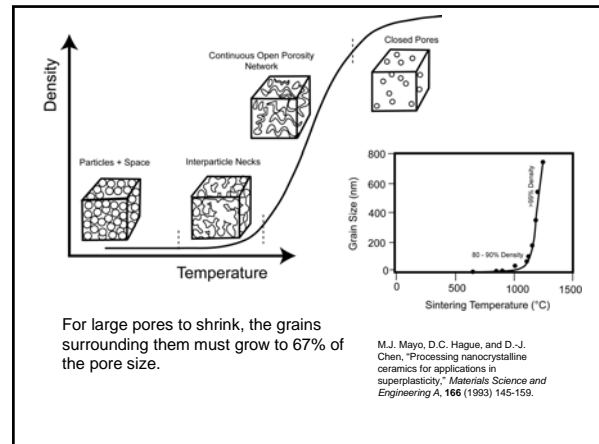 Density
Temperature
Particles + Space
Interparticle Necks
Continuous Open Porosity
Network
Closed Pores
Grain Size (nm)
800
600
400
200
0
0
500
1000
1500
Sintering Temperature (°C)
80 - 90% Density
>99% Density
For large pores to shrink, the grains
surrounding them must grow to 67% of
the pore size.
M.J. Mayo, D.C. Hague, and D.-J.
Chen, “Processing nanocrystalline
ceramics for applications in
superplasticity,” Materials Science and
Engineering A, 166 (1993) 145-159.